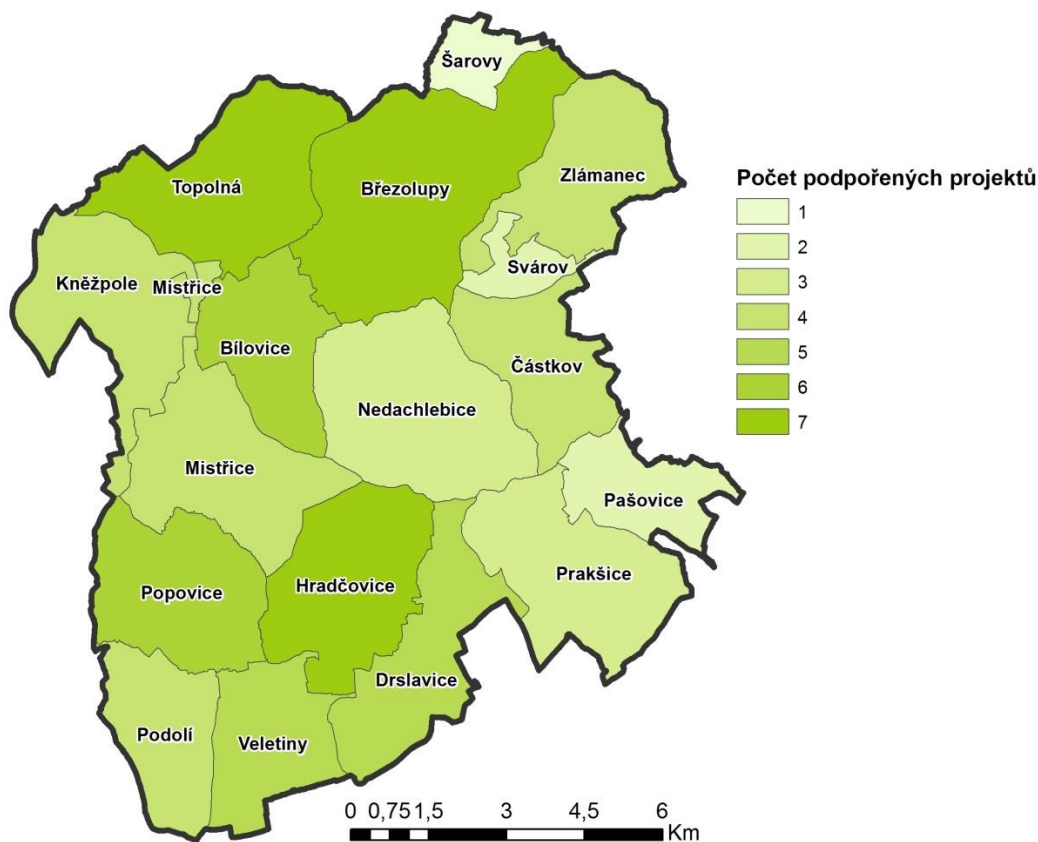 Šarovy
Topolná
Březolupy
Zlámanec
Svárov
Kněžpole
Mistřice
Bílovice
Částkov
Nedachlebice
Mistřice
Pašovice
Prakšice
Popovice
Hradčovice
Drslavice
Podolí
Veletiny
Počet podpořených projektů
1
2
3
4
5
6
7
0 0,75 1,5 3 4,5 6
Km